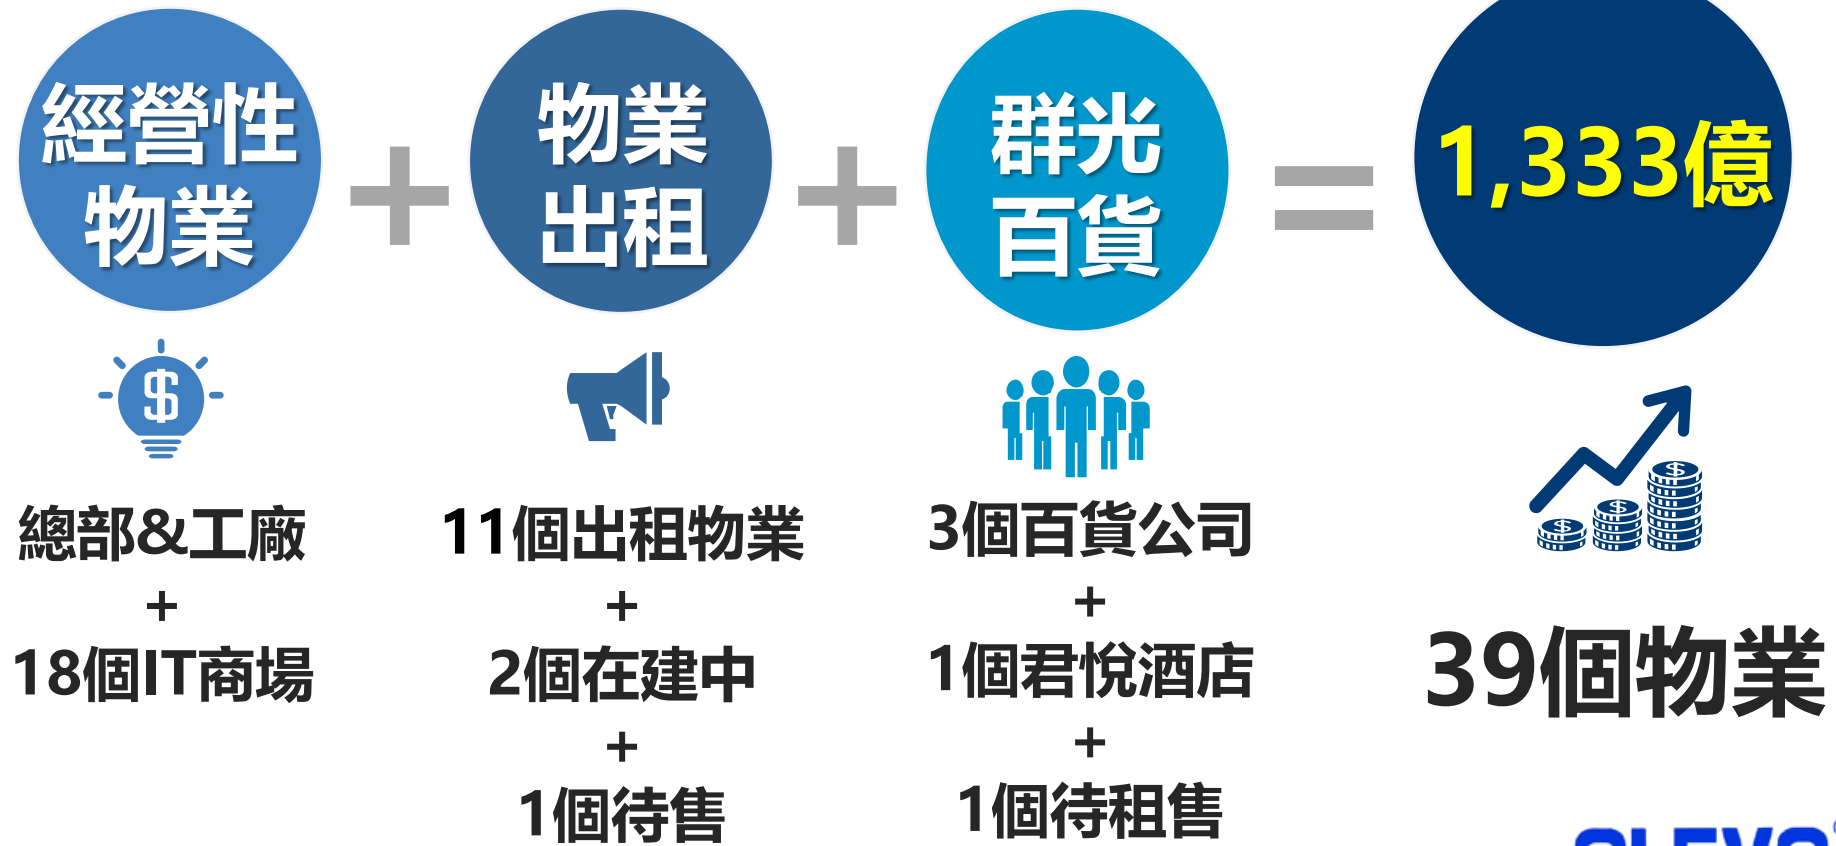 經營性
物業
+
物業
出租
+
群光
百貨
=
1,333億
總部&工廠
+
18個IT商場
11個出租物業
+
2個在建中
+
1個待售
3個百貨公司
+
1個君悅酒店
+
1個待租售
39個物業
CLEVO